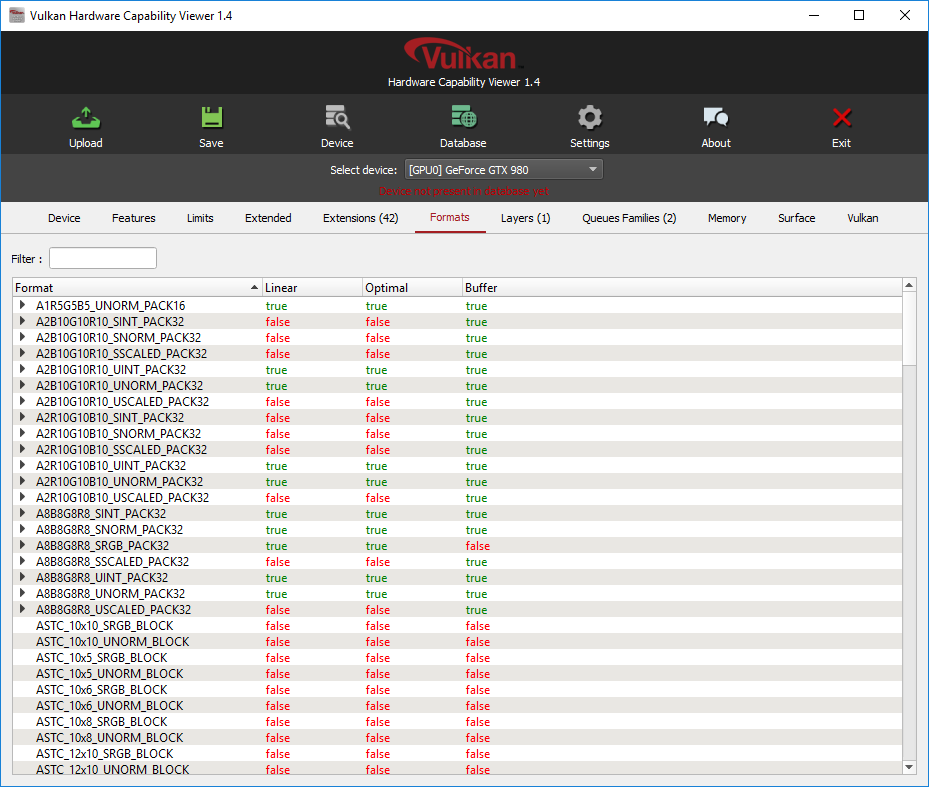 Vulkan Hardware Capability Viewer 1.4
Vulkan
Hardware Capability Viewer 1.4
Upload Save Device Database Settings About Exit
Select device: [GPU0] GeForce GTX 980
Device not present in database yet
Device Features Limits Extended Extensions (42) Formats Layers (1) Queues Families (2) Memory Surface Vulkan
Filter :
Format Linear Optimal Buffer
A1R5G5B5_UNORM_PACK16 true true true
A2B10G10R10_SINT_PACK32 false false true
A2B10G10R10_SNORM_PACK32 false false true
A2B10G10R10_SSCALED_PACK32 false false true
A2B10G10R10_UINT_PACK32 true true true
A2B10G10R10_UNORM_PACK32 true true true
A2B10G10R10_USCALED_PACK32 false false true
A2R10G10B10_SINT_PACK32 false false true
A2R10G10B10_SNORM_PACK32 false false true
A2R10G10B10_SSCALED_PACK32 false false true
A2R10G10B10_UINT_PACK32 true true true
A2R10G10B10_UNORM_PACK32 true true true
A2R10G10B10_USCALED_PACK32 false false true
A8B8G8R8_SINT_PACK32 true true true
A8B8G8R8_SNORM_PACK32 true true true
A8B8G8R8_SRGB_PACK32 true true false
A8B8G8R8_SSCALED_PACK32 false false true
A8B8G8R8_UINT_PACK32 true true true
A8B8G8R8_UNORM_PACK32 true true true
A8B8G8R8_USCALED_PACK32 false false true
ASTC_10x10_SRGB_BLOCK false false false
ASTC_10x10_UNORM_BLOCK false false false
ASTC_10x5_SRGB_BLOCK false false false
ASTC_10x5_UNORM_BLOCK false false false
ASTC_10x6_SRGB_BLOCK false false false
ASTC_10x6_UNORM_BLOCK false false false
ASTC_10x8_SRGB_BLOCK false false false
ASTC_10x8_UNORM_BLOCK false false false
ASTC_12x10_SRGB_BLOCK false false false
ASTC_12x10_UNORM_BLOCK false false false